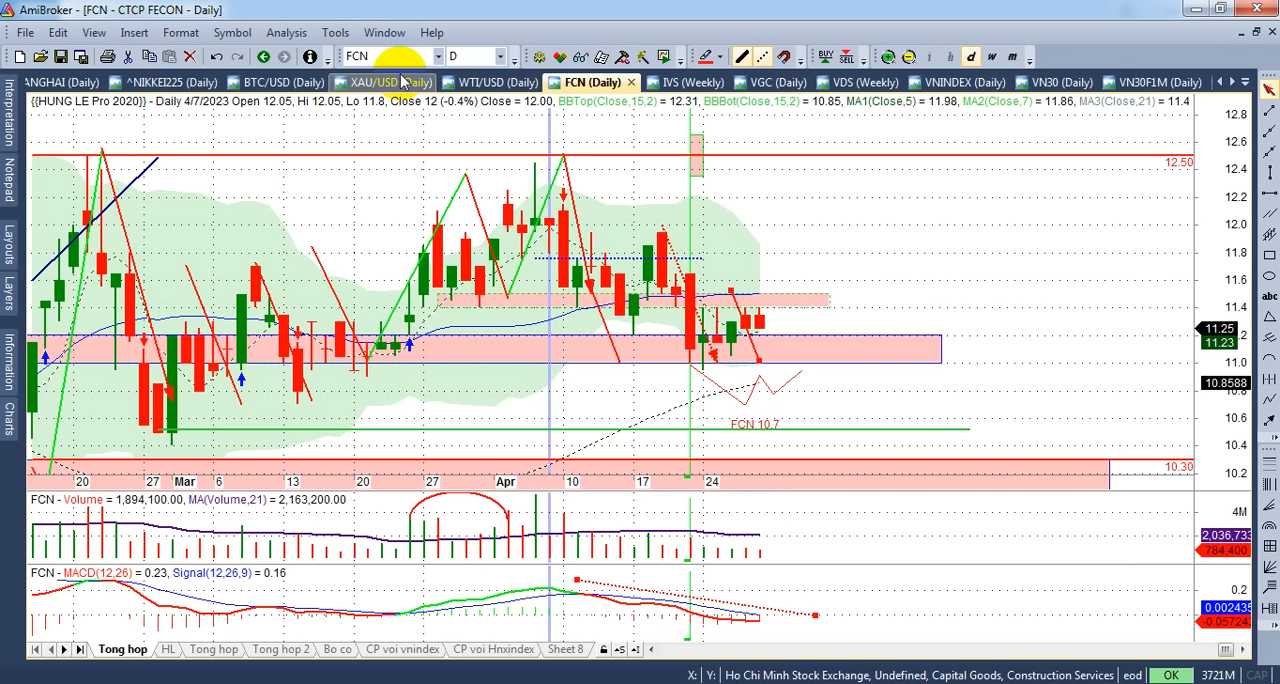 AmiBroker - [FCN - CTCP FECON - Daily]
File Edit View Insert Format Symbol Analysis Tools Window Help
FCN D BUY SELL i h d w m
ANGHAI (Daily) ^NIKKEI225 (Daily) BTC/USD (Daily) XAU/USD (Daily) WTI/USD (Daily) FCN (Daily) IVS (Weekly) VGC (Daily) VDS (Weekly) VNINDEX (Daily) VN30 (Daily) VN30F1M (Daily)
Interpretation
Notepad
Layouts
Layers
Information
Charts
{{HUNG LE Pro 2020}} - Daily 4/7/2023 Open 12.05, Hi 12.05, Lo 11.8, Close 12 (-0.4%) Close = 12.00, BBTop(Close,15,2) = 12.31, BBBot(Close,15,2) = 10.85, MA1(Close,5) = 11.98, MA2(Close,7) = 11.86, MA3(Close,21) = 11.4
12.8
12.6
12.50
12.4
12.2
12.0
11.8
11.6
11.4
11.25
11.23
11.0
10.8588
FCN 10.7
10.6
10.4
10.30
10.2
20 27 Mar 6 13 20 27 Apr 10 17 24
FCN - Volume = 1,894,100.00, MA(Volume,21) = 2,163,200.00
4M
2,036,733
784,400
FCN - MACD(12,26) = 0.23, Signal(12,26,9) = 0.16
0.2
0.002435
-0.05724
Tong hop HL Tong hop Tong hop 2 Bo co CP voi vnindex CP voi Hnxindex Sheet 8
X: Y: Ho Chi Minh Stock Exchange, Undefined, Capital Goods, Construction Services eod OK 3721M CAP
abc